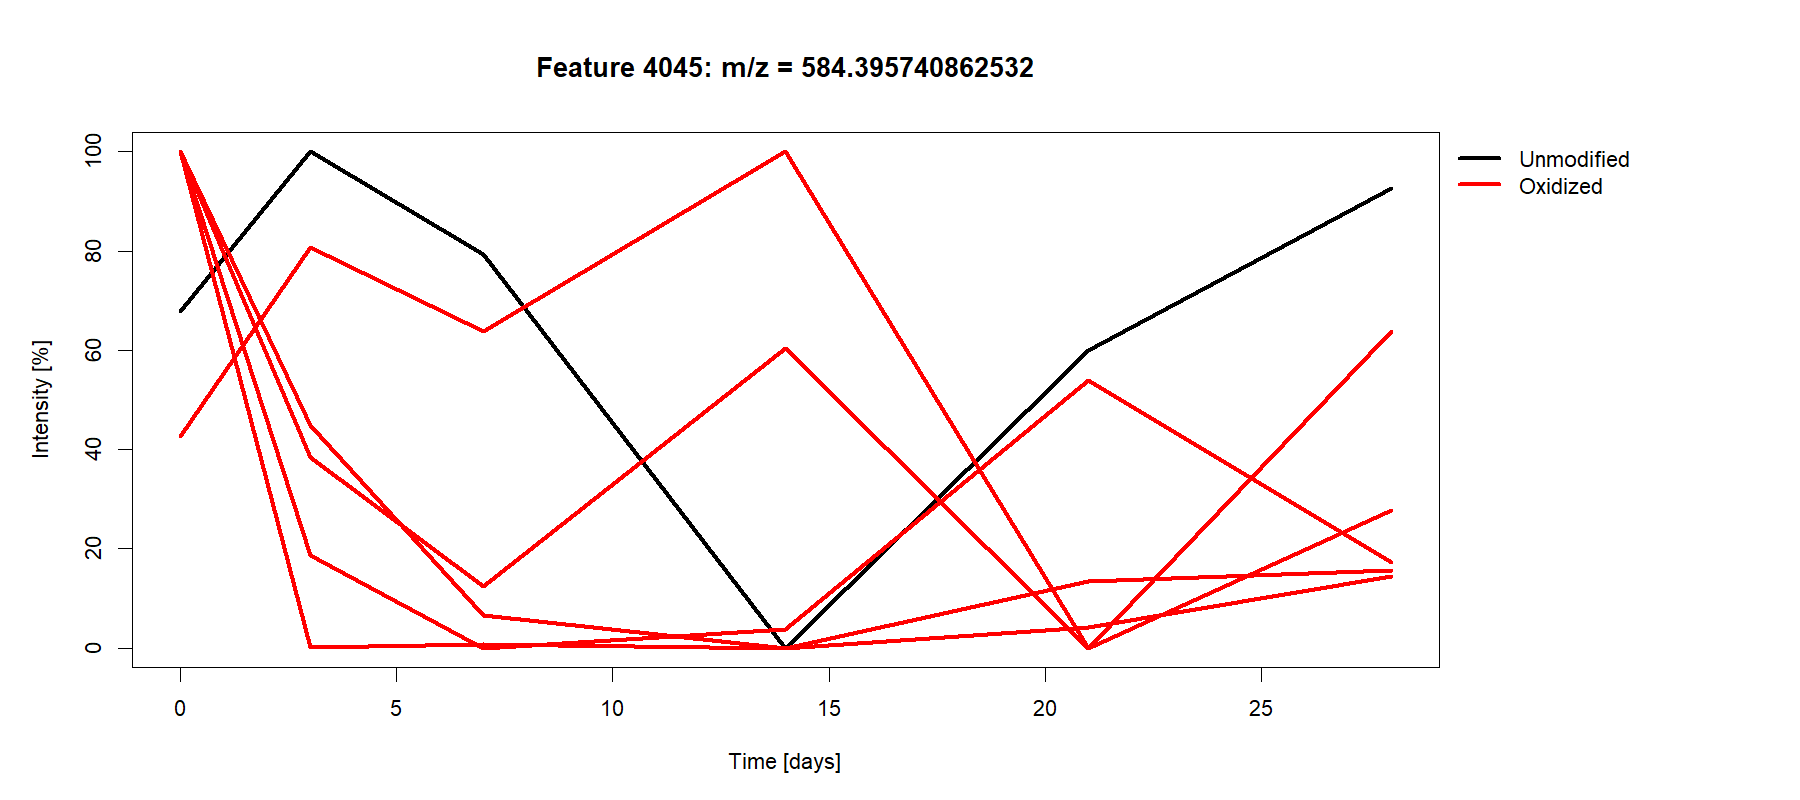 Feature 4045: m/z = 584.395740862532
Unmodified
Oxidized
Intensity [%]
100
80
60
40
20
0
0 5 10 15 20 25
Time [days]